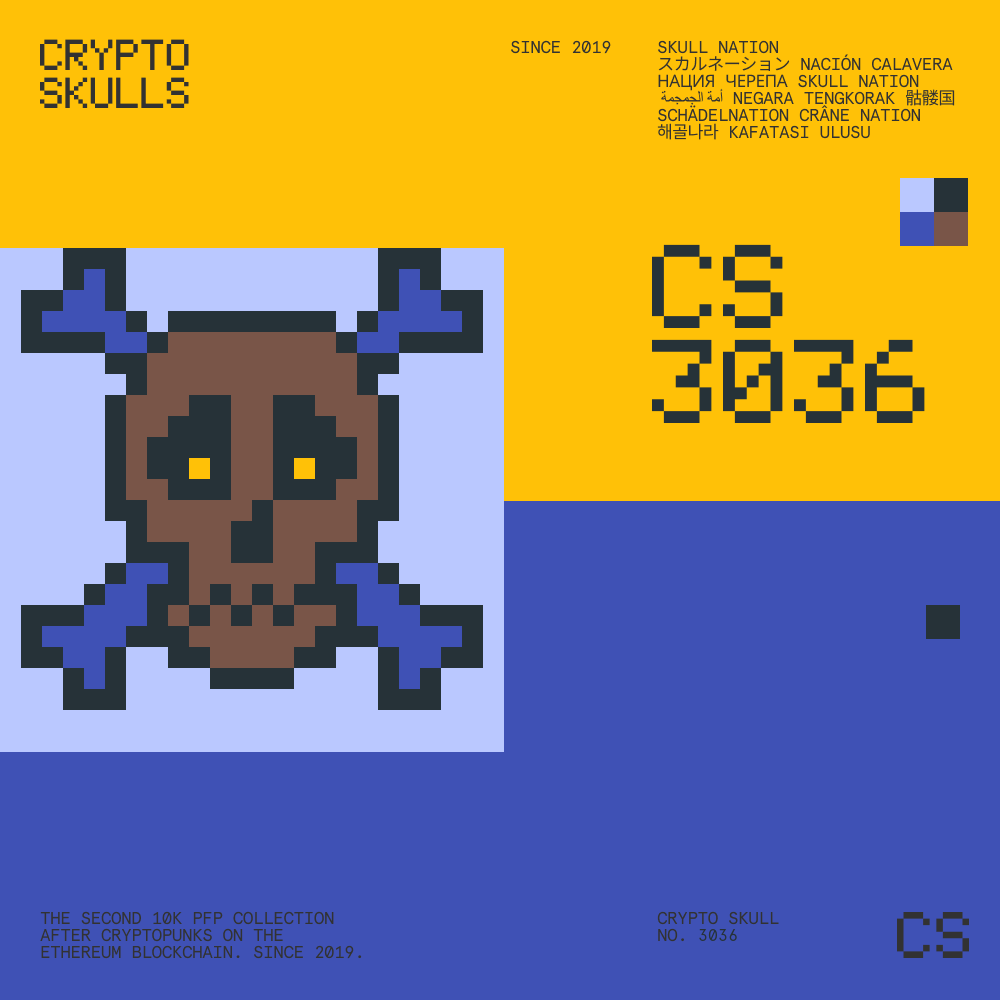 CRYPTO
SKULLS
SINCE 2019
SKULL NATION
スカルネーション NACIÓN CALAVERA
НАЦИЯ ЧЕРЕПА SKULL NATION
أمة الجمجمة NEGARA TENGKORAK 骷髅国
SCHÄDELNATION CRÂNE NATION
해골나라 KAFATASI ULUSU
CS
3036
THE SECOND 10K PFP COLLECTION
AFTER CRYPTOPUNKS ON THE
ETHEREUM BLOCKCHAIN. SINCE 2019.
CRYPTO SKULL
NO. 3036
CS